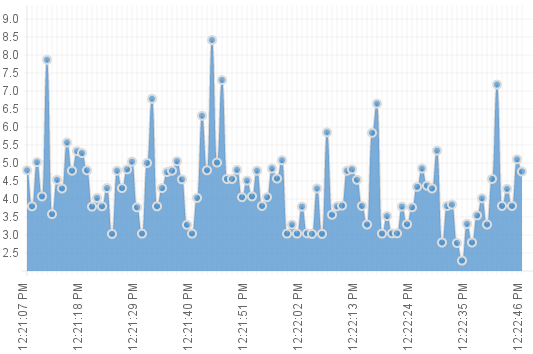 9.0
8.5
8.0
7.5
7.0
6.5
6.0
5.5
5.0
4.5
4.0
3.5
3.0
2.5
12:21:07 PM
12:21:18 PM
12:21:29 PM
12:21:40 PM
12:21:51 PM
12:22:02 PM
12:22:13 PM
12:22:24 PM
12:22:35 PM
12:22:46 PM